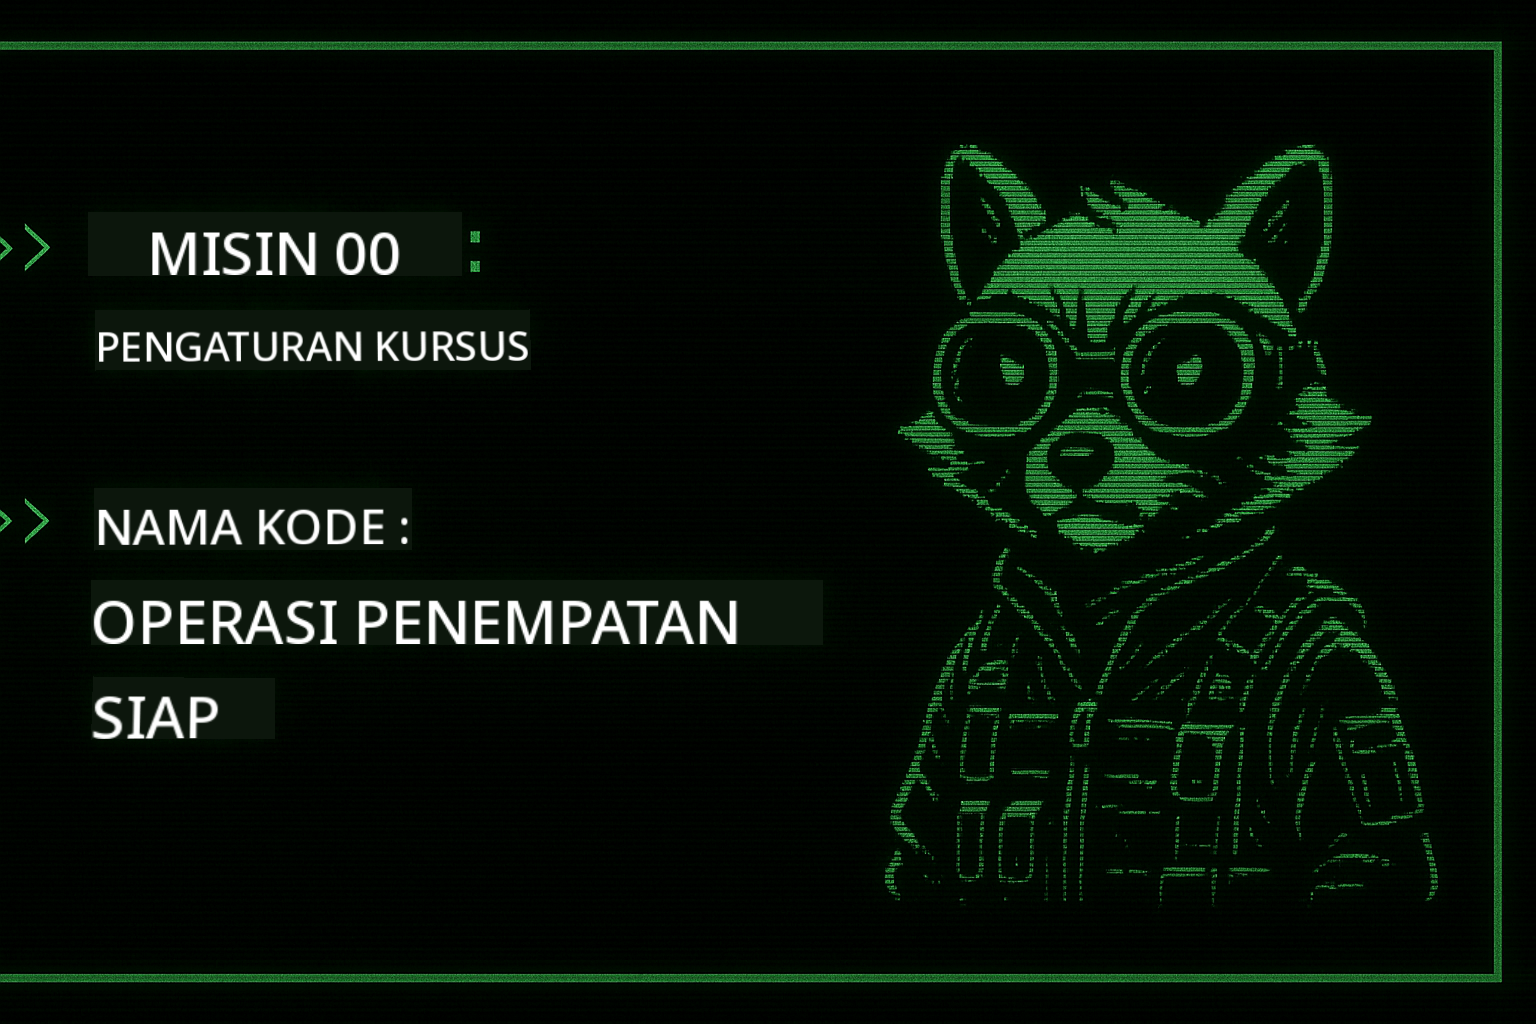 >> MISIN 00 :
PENGATURAN KURSUS
>> NAMA KODE :
OPERASI PENEMPATAN
SIAP